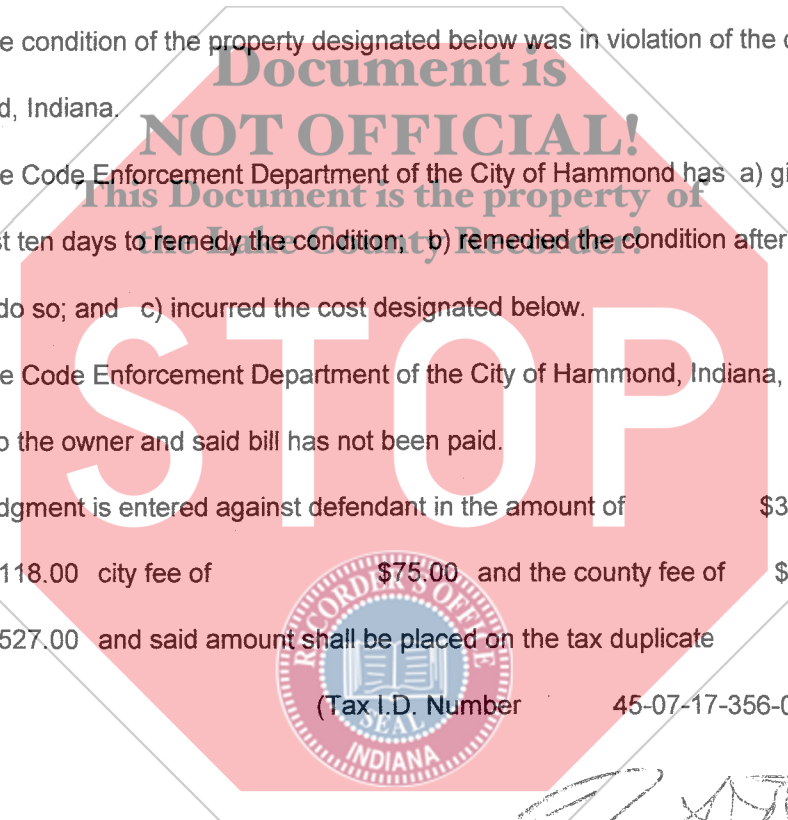 e condition of the property designated below was in violation of the
Document is
d, Indiana.
NOT OFFICIAL!
e Code Enforcement Department of the City of Hammond has a) gi
This Document is the property of
st ten days to remedy the condition; b) remedied the condition after
the Lake County Recorder!
do so; and c) incurred the cost designated below.
STOP
e Code Enforcement Department of the City of Hammond, Indiana,
o the owner and said bill has not been paid.
dgment is entered against defendant in the amount of $3
118.00 city fee of $75.00 and the county fee of $
527.00 and said amount shall be placed on the tax duplicate
RECORDER'S OFFICE
(Tax I.D. Number 45-07-17-356-0
SEAL
INDIANA